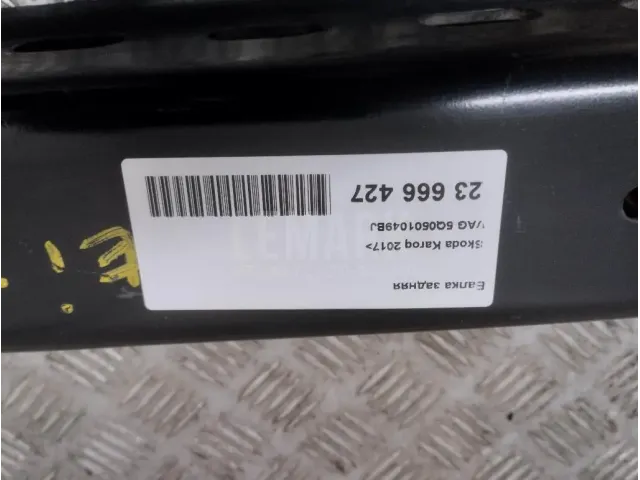 Балка задняя
Skoda Karoq 2017>
VAG 5Q0501049BJ
23 666 427